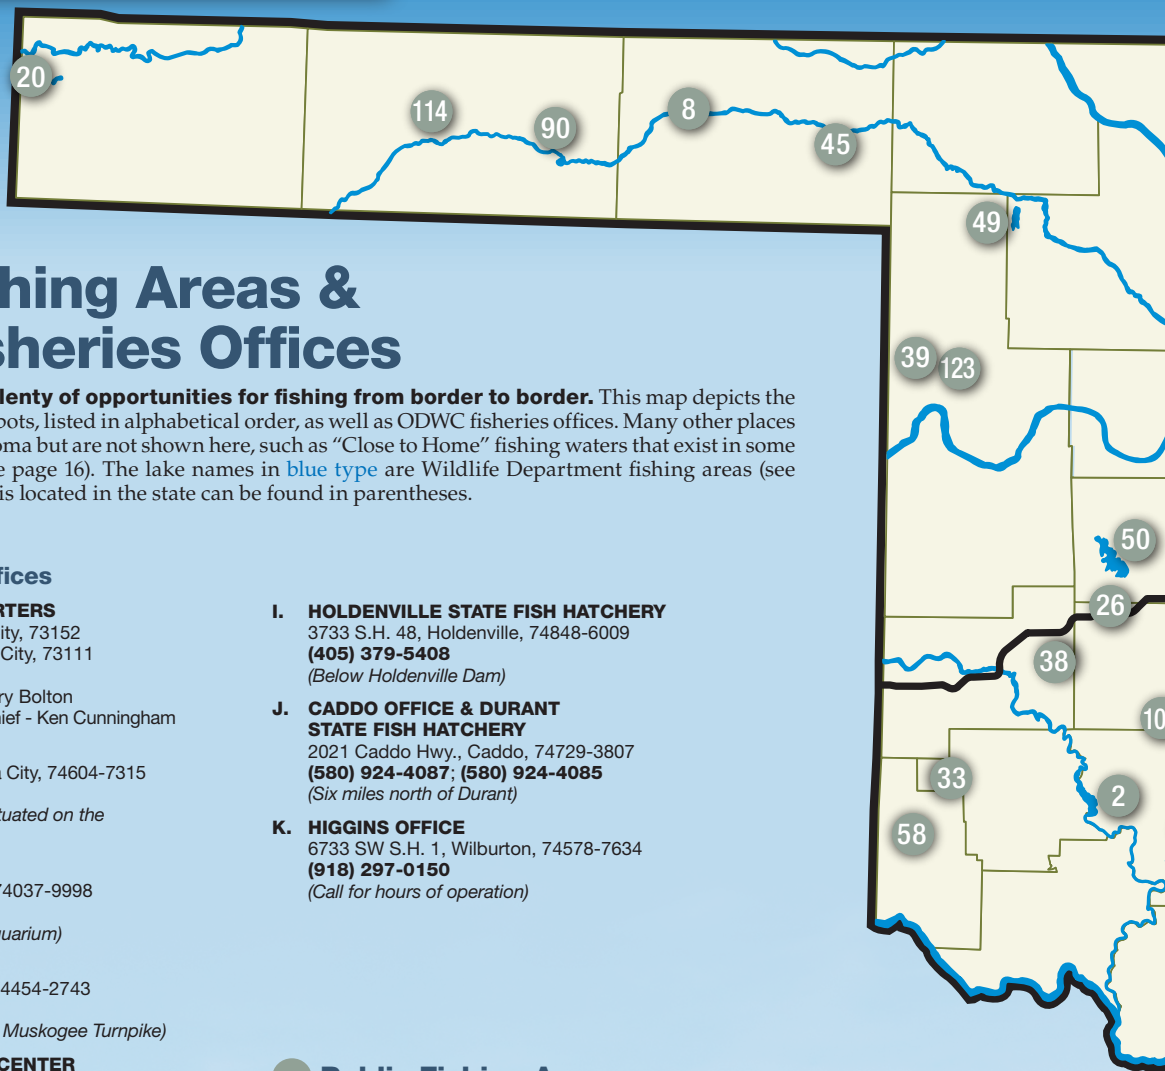 20
114
90
8
45
49
39
123
50
26
38
10
33
2
58
hing Areas &
sheries Offices
lenty of opportunities for fishing from border to border. This map depicts the
pots, listed in alphabetical order, as well as ODWC fisheries offices. Many other places
oma but are not shown here, such as “Close to Home” fishing waters that exist in some
e page 16). The lake names in blue type are Wildlife Department fishing areas (see
is located in the state can be found in parentheses.
fices
RTERS
ity, 73152
City, 73111
ry Bolton
hief - Ken Cunningham
a City, 74604-7315
tuated on the
74037-9998
quarium)
4454-2743
Muskogee Turnpike)
CENTER
I. HOLDENVILLE STATE FISH HATCHERY
3733 S.H. 48, Holdenville, 74848-6009
(405) 379-5408
(Below Holdenville Dam)
J. CADDO OFFICE & DURANT
STATE FISH HATCHERY
2021 Caddo Hwy., Caddo, 74729-3807
(580) 924-4087; (580) 924-4085
(Six miles north of Durant)
K. HIGGINS OFFICE
6733 SW S.H. 1, Wilburton, 74578-7634
(918) 297-0150
(Call for hours of operation)